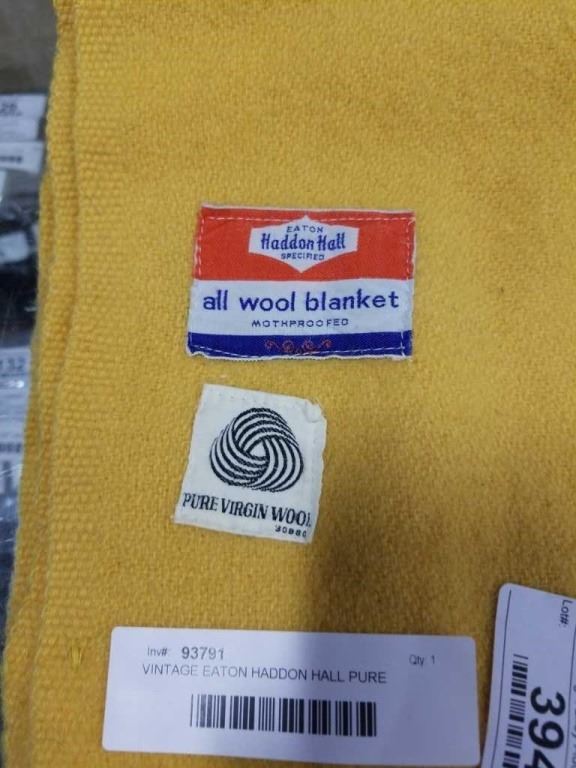 EATON
Haddon Hall
SPECIFIED
all wool blanket
MOTHPROOFED
PURE VIRGIN WOOL
Inv#: 93791 Qty: 1
VINTAGE EATON HADDON HALL PURE
Lot#:
394